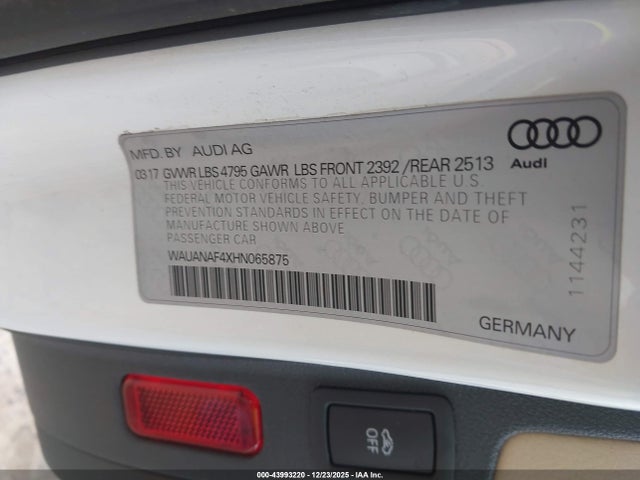 MFD. BY AUDI AG
03.17 GVWR LBS 4795 GAWR LBS FRONT 2392 /REAR 2513
Audi
THIS VEHICLE CONFORMS TO ALL APPLICABLE U.S.
FEDERAL MOTOR VEHICLE SAFETY, BUMPER AND THEFT
PREVENTION STANDARDS IN EFFECT ON THE DATE OF
MANUFACTURE SHOWN ABOVE
PASSENGER CAR
WAUANAF4XHN065875
1144231
GERMANY
OFF
000-43993220 - 12/23/2025 - IAAI.COM